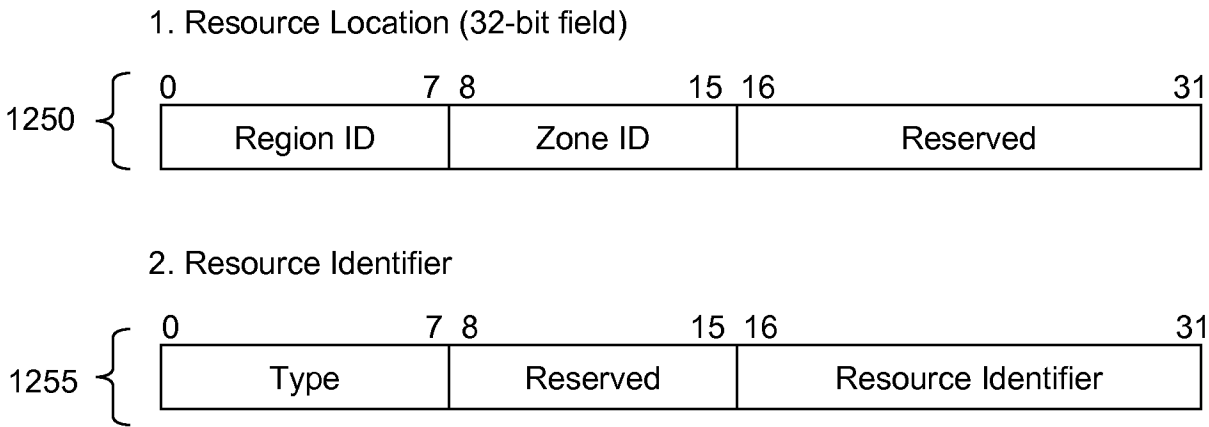 1. Resource Location (32-bit field)
0 7 8 15 16 31
1250 Region ID Zone ID Reserved
2. Resource Identifier
0 7 8 15 16 31
1255 Type Reserved Resource Identifier